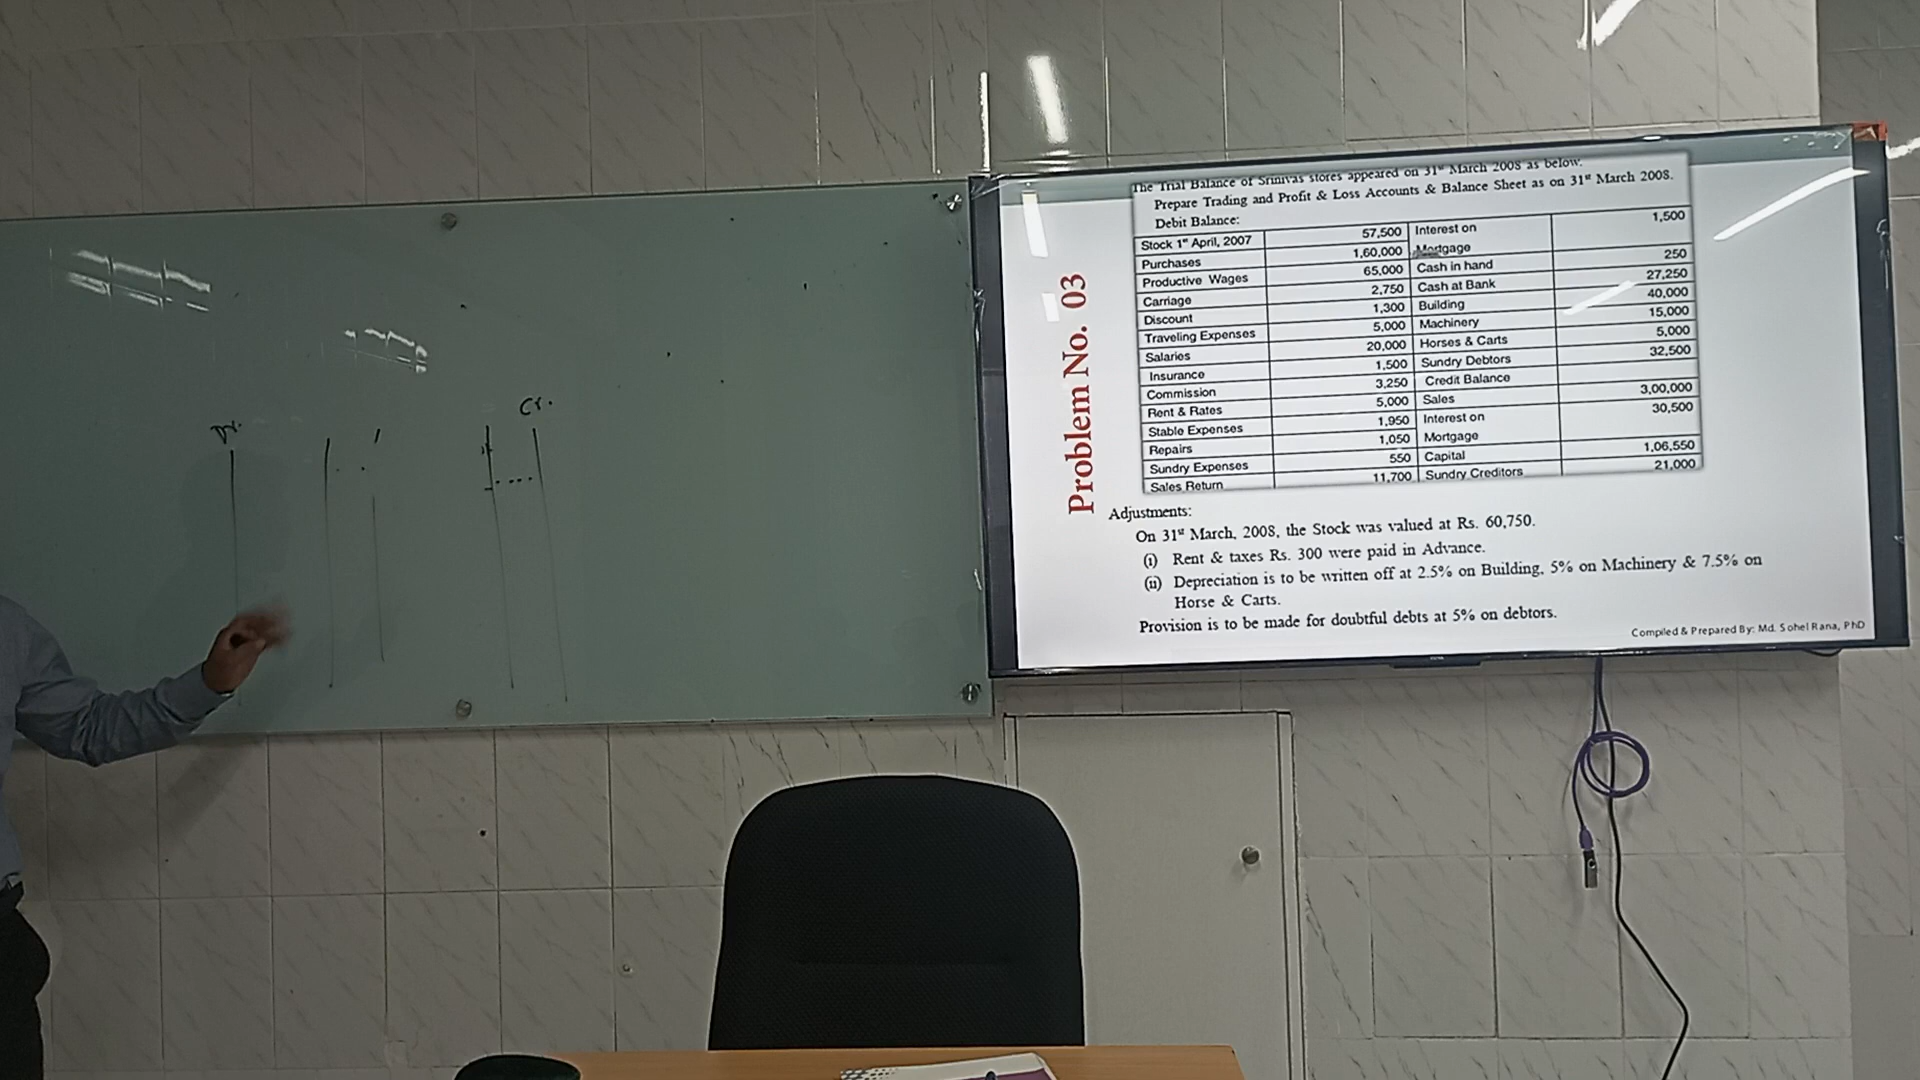 Dr.
Cr.
Problem No. 03
The Trial Balance of Srinivas stores appeared on 31st March 2008 as below.
Prepare Trading and Profit & Loss Accounts & Balance Sheet as on 31st March 2008.
Debit Balance:
Stock 1st April, 2007 57,500 Interest on Mortgage 1,500
Purchases 1,60,000 Cash in hand 250
Productive Wages 65,000 Cash at Bank 27,250
Carriage 2,750 Building 40,000
Discount 1,300 Machinery 15,000
Traveling Expenses 5,000 Horses & Carts 5,000
Salaries 20,000 Sundry Debtors 32,500
Insurance 1,500 Credit Balance
Commission 3,250 Sales 3,00,000
Rent & Rates 5,000 Interest on Mortgage 30,500
Stable Expenses 1,950
Repairs 1,050 Capital 1,06,550
Sundry Expenses 550 Sundry Creditors 21,000
Sales Return 11,700
Adjustments:
On 31st March, 2008, the Stock was valued at Rs. 60,750.
(i) Rent & taxes Rs. 300 were paid in Advance.
(ii) Depreciation is to be written off at 2.5% on Building, 5% on Machinery & 7.5% on
Horse & Carts.
Provision is to be made for doubtful debts at 5% on debtors.
Compiled & Prepared By: Md. Sohel Rana, PhD